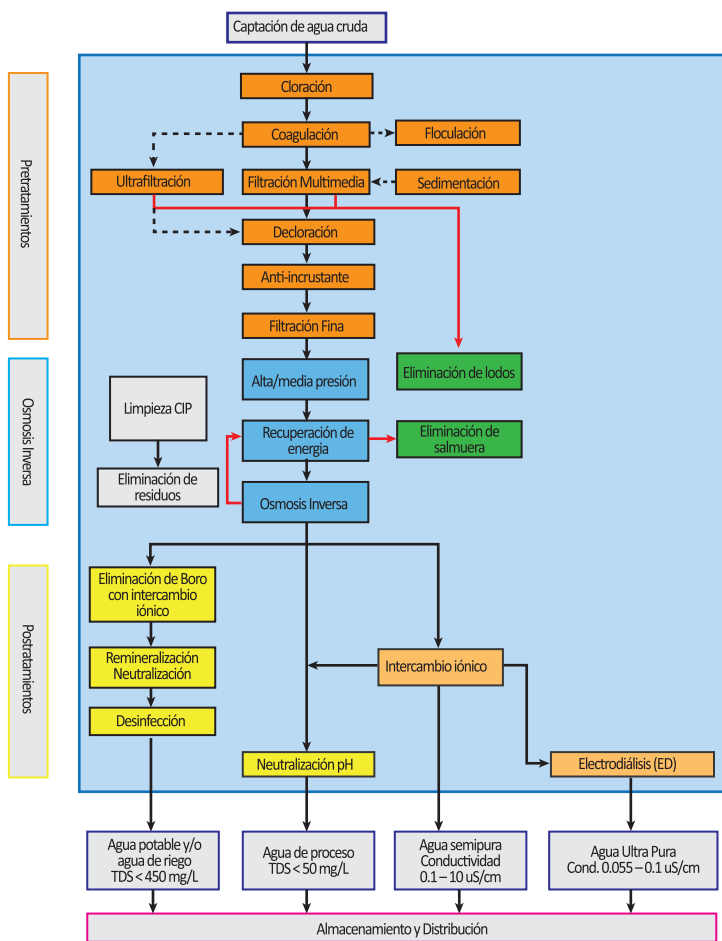 Captación de agua cruda
Pretratamientos
Cloración
Coagulación
Floculación
Ultrafiltración
Filtración Multimedia
Sedimentación
Decloración
Anti-incrustante
Filtración Fina
Osmosis Inversa
Alta/media presión
Eliminación de lodos
Limpieza CIP
Recuperación de
energia
Eliminación de
salmuera
Eliminación de
residuos
Osmosis Inversa
Postratamientos
Eliminación de Boro
con intercambio
iónico
Remineralización
Neutralización
Intercambio iónico
Desinfección
Neutralización pH
Electrodiálisis (ED)
Agua potable y/o
agua de riego
TDS < 450 mg/L
Agua de proceso
TDS < 50 mg/L
Agua semipura
Conductividad
0.1 – 10 uS/cm
Agua Ultra Pura
Cond. 0.055 – 0.1 uS/cm
Almacenamiento y Distribución